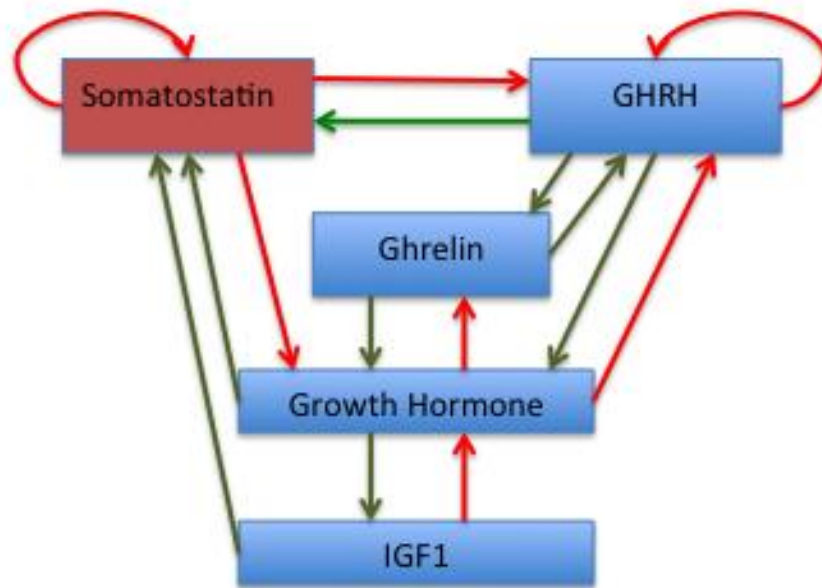 Somatostatin
GHRH
Ghrelin
Growth Hormone
IGF1